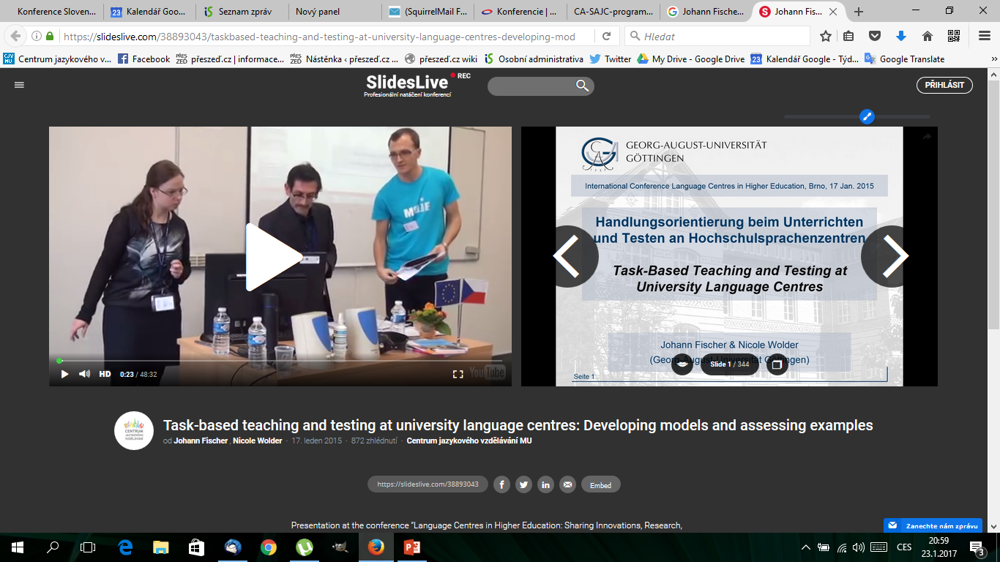 Konference Sloven...
Kalendář Goo...
Seznam zpráv
Nový panel
(SquirrelMail F...
Konferencie | ...
CA-SAJC-program...
Johann Fische...
Johann Fis...
https://slideslive.com/38893043/taskbased-teaching-and-testing-at-university-language-centres-developing-mod
Hledat
Centrum jazykového v...
Facebook
přeszeď.cz | informace...
Nástěnka ‹ přeszeď.cz ...
přeszeď.cz wiki
Osobní administrativa
Twitter
My Drive - Google Drive
Kalendář Google - Týd...
Google Translate
SlidesLive REC
Profesionální natáčení konferencí
PŘIHLÁSIT
MOJE
0:23 / 48:32
HD
YouTube
GEORG-AUGUST-UNIVERSITÄT
GÖTTINGEN
International Conference Language Centres in Higher Education, Brno, 17 Jan. 2015
Handlungsorientierung beim Unterrichten
und Testen an Hochschulsprachenzentren
Task-Based Teaching and Testing at
University Language Centres
Johann Fischer & Nicole Wolder
(Georg-August-Universität Göttingen)
Slide 1 / 344
Seite 1
CENTRUM
JAZYKOVÉHO
VZDĚLÁVÁNÍ
Task-based teaching and testing at university language centres: Developing models and assessing examples
od Johann Fischer , Nicole Wolder · 17. leden 2015 · 872 zhlédnutí · Centrum jazykového vzdělávání MU
https://slideslive.com/38893043
Embed
Presentation at the conference "Language Centres in Higher Education: Sharing Innovations, Research,
Zanechte nám zprávu
CES
20:59
23.1.2017
3